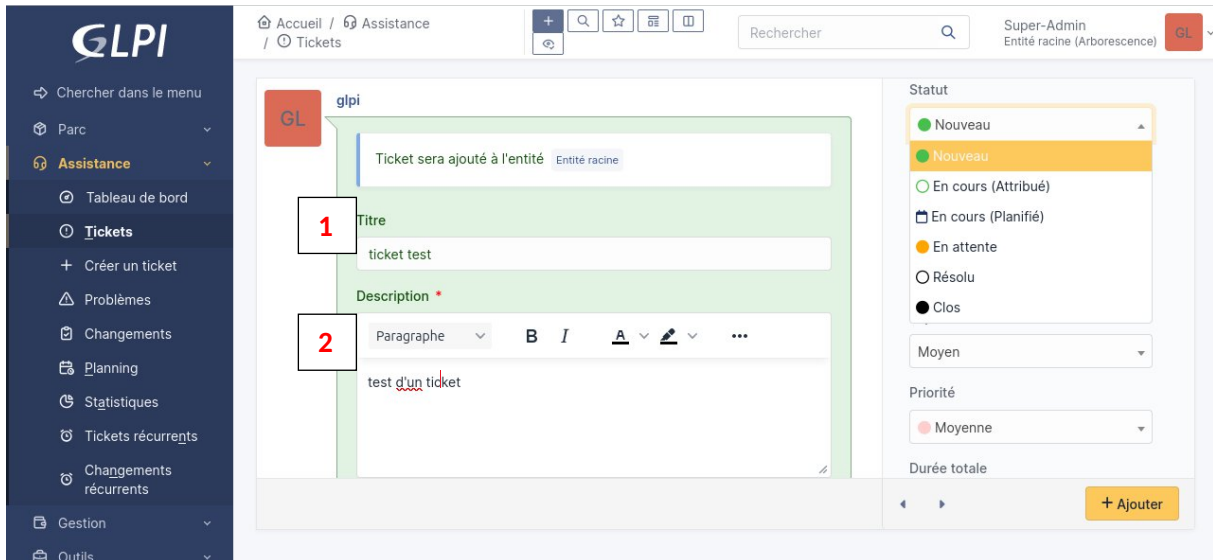 GLPI
Chercher dans le menu
Parc
Assistance
Tableau de bord
Tickets
Créer un ticket
Problèmes
Changements
Planning
Statistiques
Tickets récurrents
Changements
récurrents
Gestion
Outils
Accueil / Assistance
/ Tickets
Rechercher
Super-Admin
Entité racine (Arborescence)
GL
GL
glpi
Ticket sera ajouté à l'entité Entité racine
1
Titre
ticket test
Description *
2
Paragraphe B I A
test d'un ticket
Statut
Nouveau
Nouveau
En cours (Attribué)
En cours (Planifié)
En attente
Résolu
Clos
Moyen
Priorité
Moyenne
Durée totale
+ Ajouter